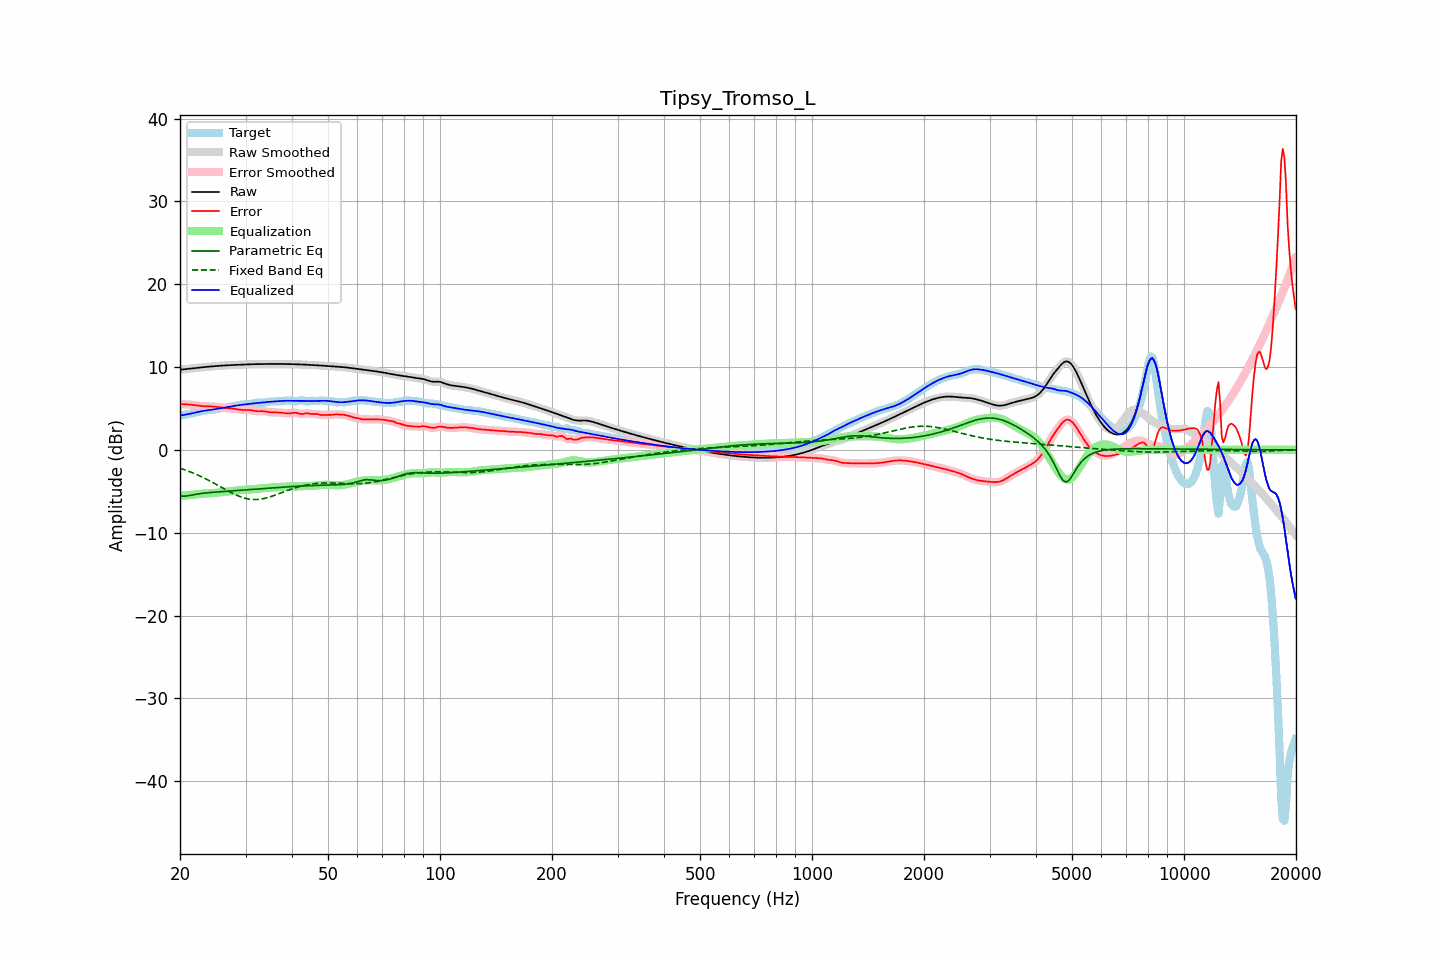 Tipsy_Tromso_L
40
30
20
10
0
−10
−20
−30
−40
Amplitude (dBr)
Target
Raw Smoothed
Error Smoothed
Raw
Error
Equalization
Parametric Eq
Fixed Band Eq
Equalized
20 50 100 200 500 1000 2000 5000 10000 20000
Frequency (Hz)